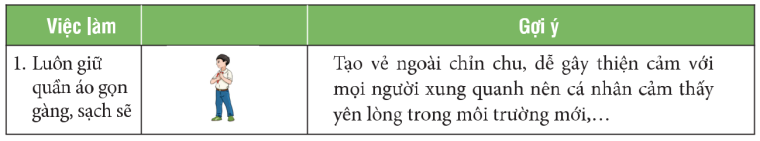 Việc làm
Gợi ý
1. Luôn giữ
quần áo gọn
gàng, sạch sẽ
Tạo vẻ ngoài chỉn chu, dễ gây thiện cảm với
mọi người xung quanh nên cá nhân cảm thấy
yên lòng trong môi trường mới,...